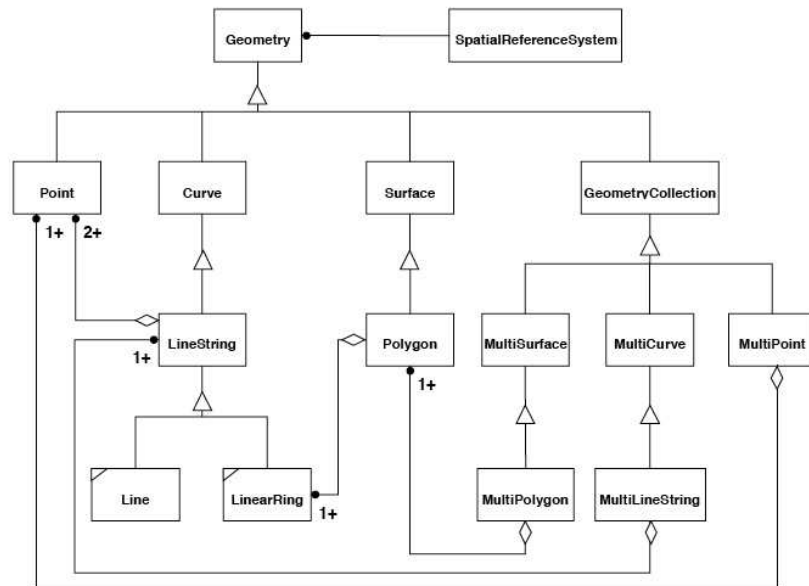 Geometry
SpatialReferenceSystem
Point
Curve
Surface
GeometryCollection
1+
2+
LineString
Polygon
MultiSurface
MultiCurve
MultiPoint
1+
1+
Line
LinearRing
MultiPolygon
MultiLineString
1+